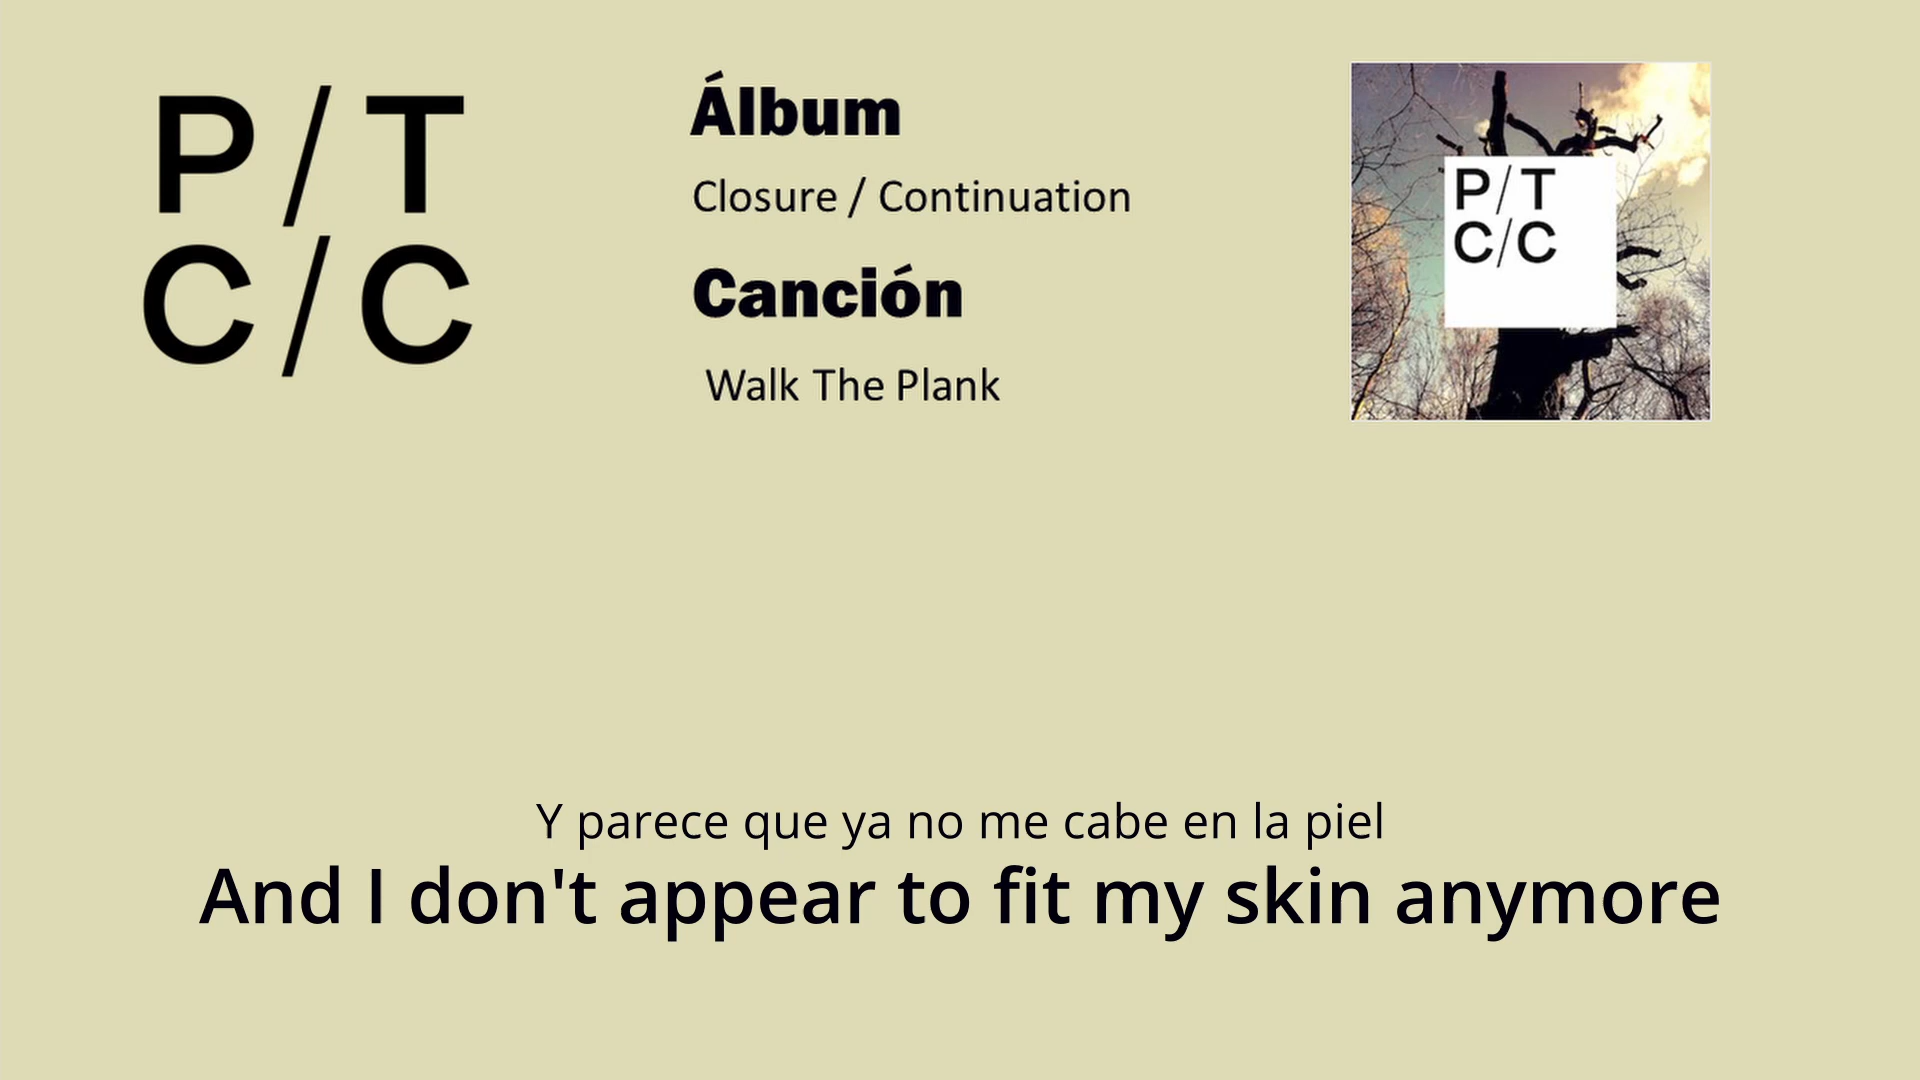 P/T
C/C
Álbum
Closure / Continuation
Canción
Walk The Plank
P/T
C/C
Y parece que ya no me cabe en la piel
And I don't appear to fit my skin anymore